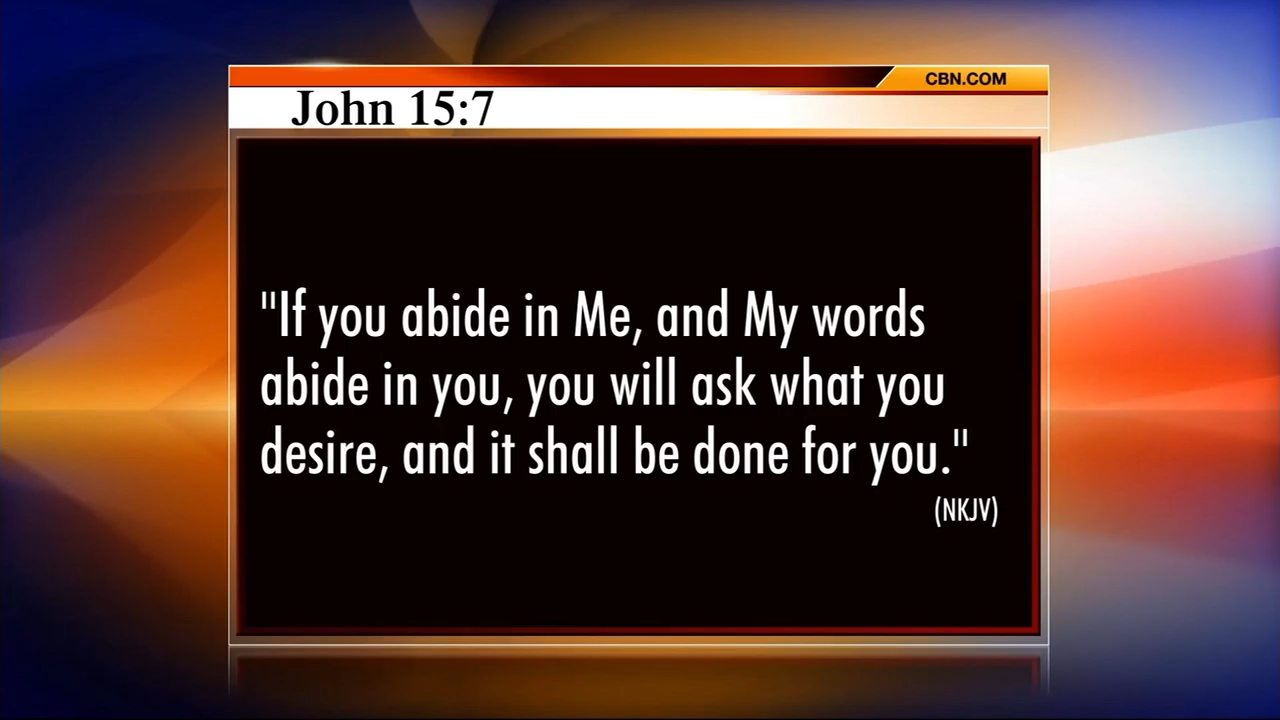 CBN.COM
John 15:7
"If you abide in Me, and My words
abide in you, you will ask what you
desire, and it shall be done for you."
(NKJV)